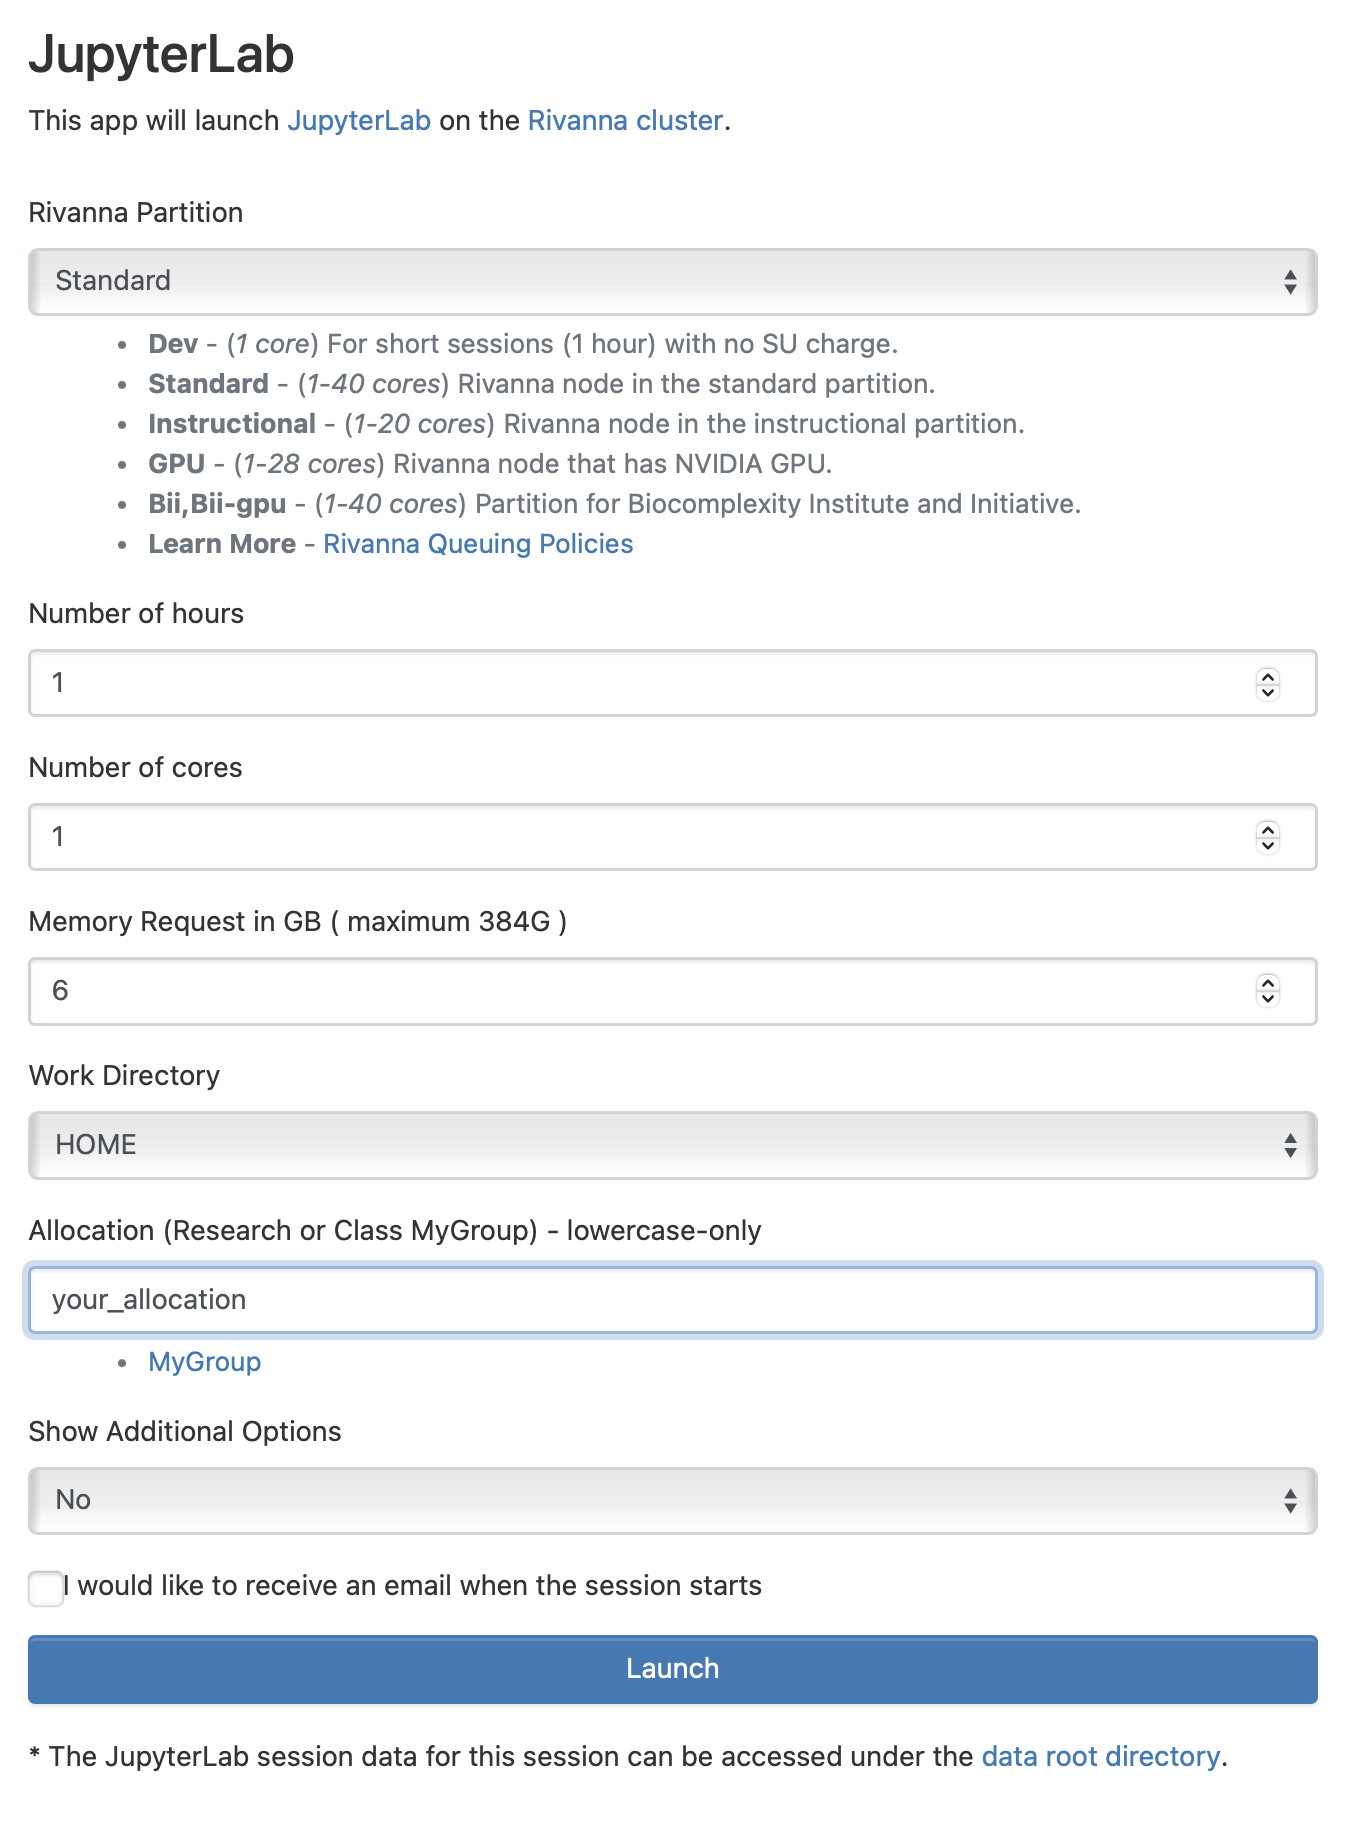 JupyterLab
This app will launch JupyterLab on the Rivanna cluster.
Rivanna Partition
Standard
• Dev - (1 core) For short sessions (1 hour) with no SU charge.
• Standard - (1-40 cores) Rivanna node in the standard partition.
• Instructional - (1-20 cores) Rivanna node in the instructional partition.
• GPU - (1-28 cores) Rivanna node that has NVIDIA GPU.
• Bii,Bii-gpu - (1-40 cores) Partition for Biocomplexity Institute and Initiative.
• Learn More - Rivanna Queuing Policies
Number of hours
1
Number of cores
1
Memory Request in GB ( maximum 384G )
6
Work Directory
HOME
Allocation (Research or Class MyGroup) - lowercase-only
your_allocation
• MyGroup
Show Additional Options
No
I would like to receive an email when the session starts
Launch
* The JupyterLab session data for this session can be accessed under the data root directory.